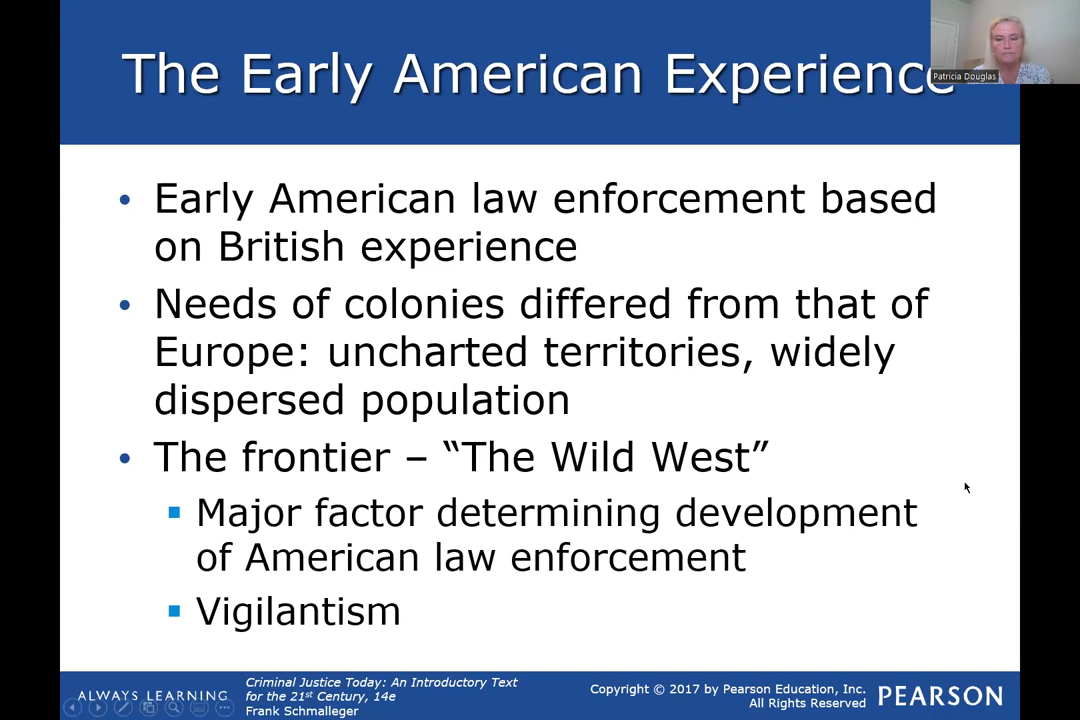 The Early American Experience
Patricia Douglas
• Early American law enforcement based
on British experience
• Needs of colonies differed from that of
Europe: uncharted territories, widely
dispersed population
• The frontier – “The Wild West”
▪ Major factor determining development
of American law enforcement
▪ Vigilantism
ALWAYS LEARNING
Criminal Justice Today: An Introductory Text
for the 21st Century, 14e
Frank Schmalleger
Copyright © 2017 by Pearson Education, Inc.
All Rights Reserved
PEARSON